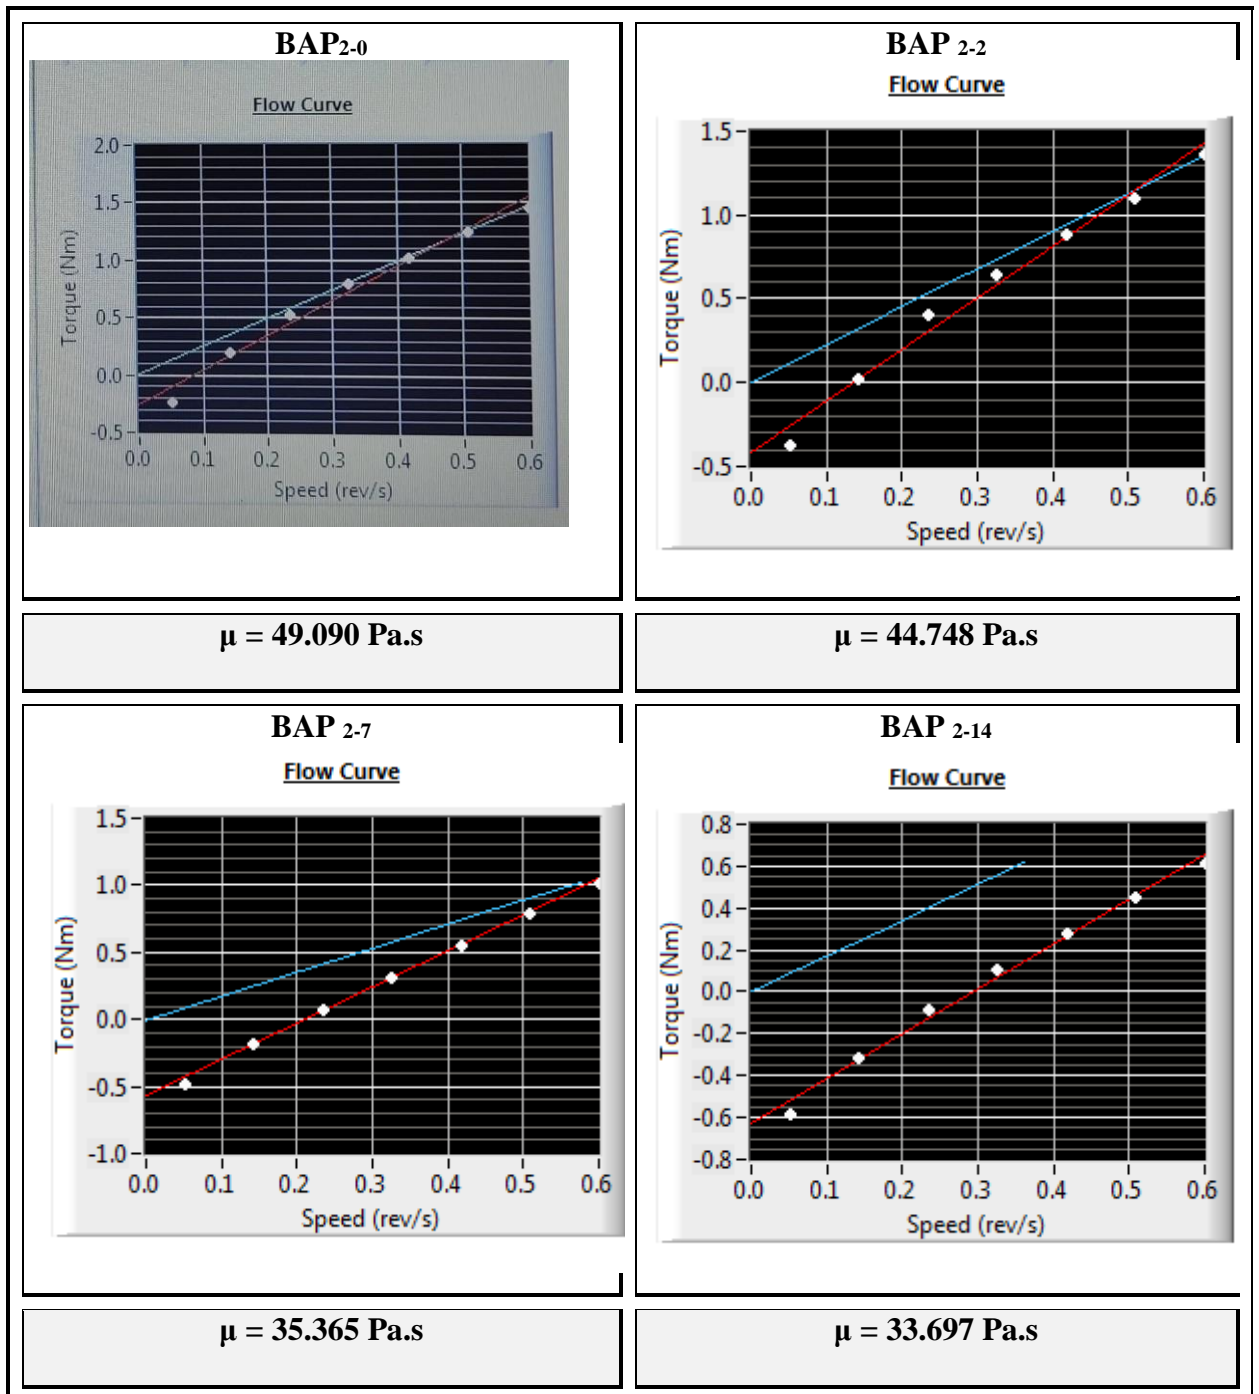 BAP2-0
Flow Curve
2.0
1.5
1.0
0.5
0.0
-0.5
Torque (Nm)
0.0 0.1 0.2 0.3 0.4 0.5 0.6
Speed (rev/s)
BAP 2-2
Flow Curve
1.5
1.0
0.5
0.0
-0.5
Torque (Nm)
0.0 0.1 0.2 0.3 0.4 0.5 0.6
Speed (rev/s)
μ = 49.090 Pa.s
μ = 44.748 Pa.s
BAP 2-7
Flow Curve
1.5
1.0
0.5
0.0
-0.5
-1.0
Torque (Nm)
0.0 0.1 0.2 0.3 0.4 0.5 0.6
Speed (rev/s)
BAP 2-14
Flow Curve
0.8
0.6
0.4
0.2
0.0
-0.2
-0.4
-0.6
-0.8
Torque (Nm)
0.0 0.1 0.2 0.3 0.4 0.5 0.6
Speed (rev/s)
μ = 35.365 Pa.s
μ = 33.697 Pa.s